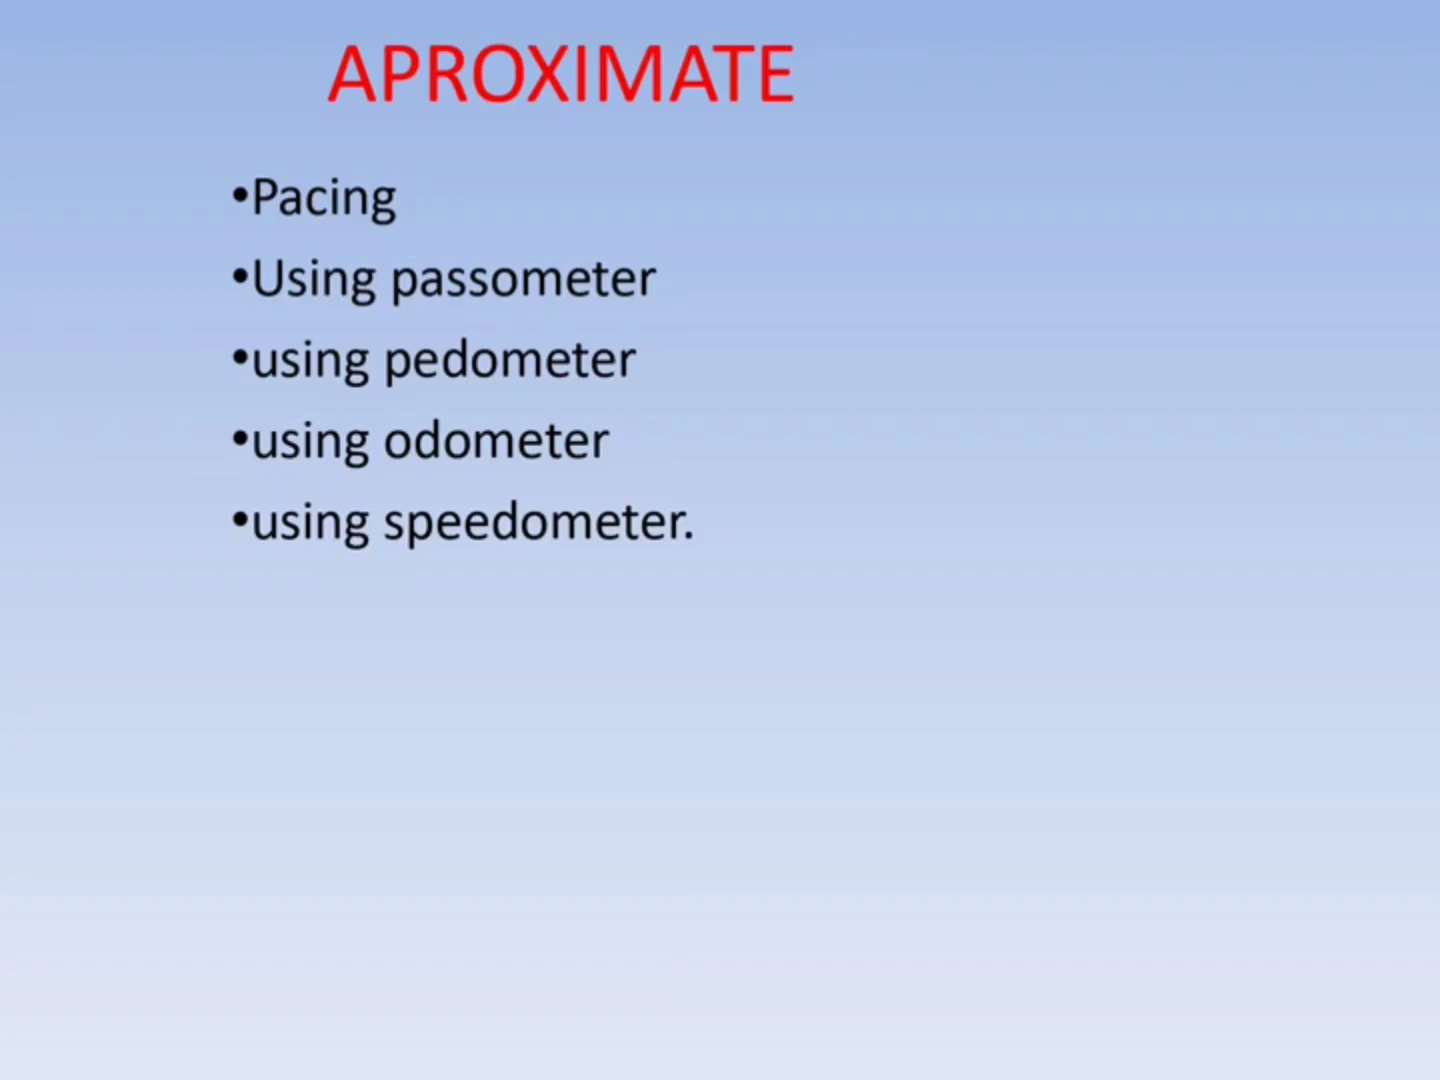 APROXIMATE
•Pacing
•Using passometer
•using pedometer
•using odometer
•using speedometer.